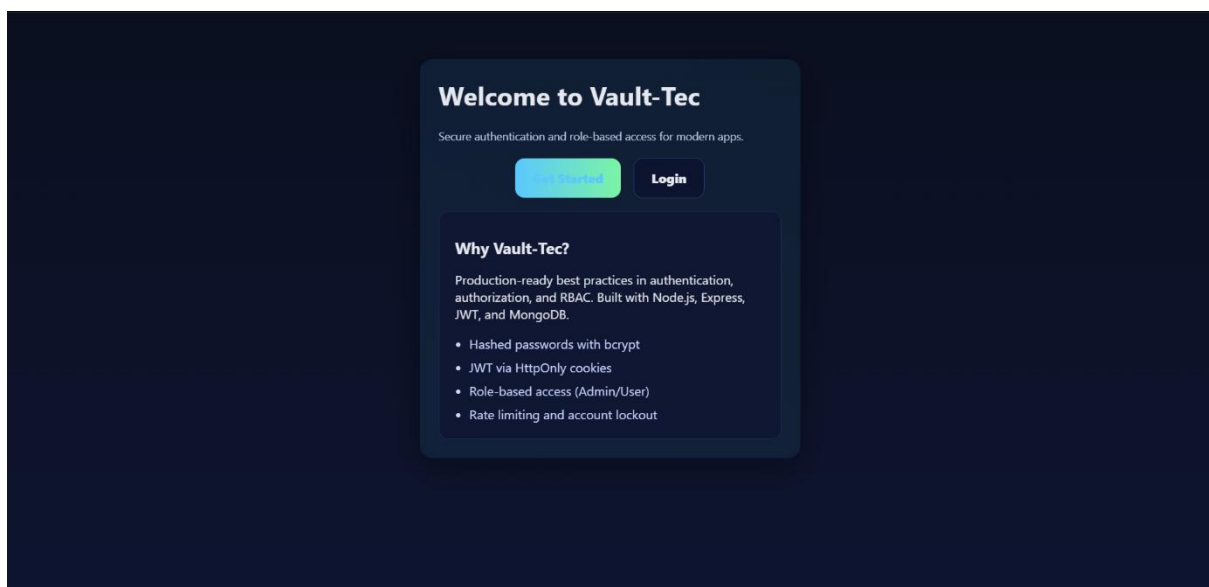 Welcome to Vault-Tec
Secure authentication and role-based access for modern apps.
Get Started
Login
Why Vault-Tec?
Production-ready best practices in authentication,
authorization, and RBAC. Built with Node.js, Express,
JWT, and MongoDB.
• Hashed passwords with bcrypt
• JWT via HttpOnly cookies
• Role-based access (Admin/User)
• Rate limiting and account lockout